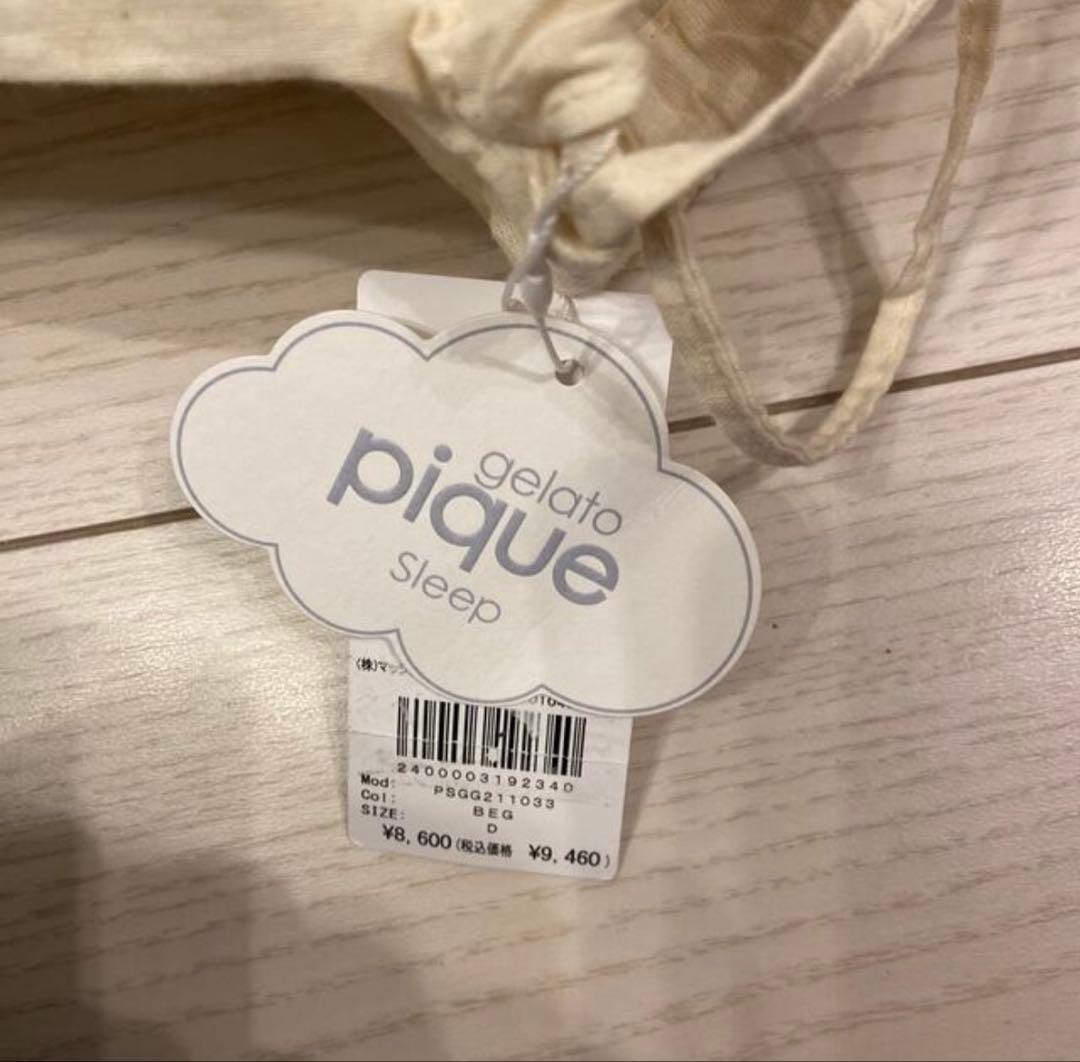 gelato
pique
sleep
(株)マッシ
2400003192340
Mod: PSGG211033
Col: BEG
SIZE: D
¥8,600(税込価格 ¥9,460)